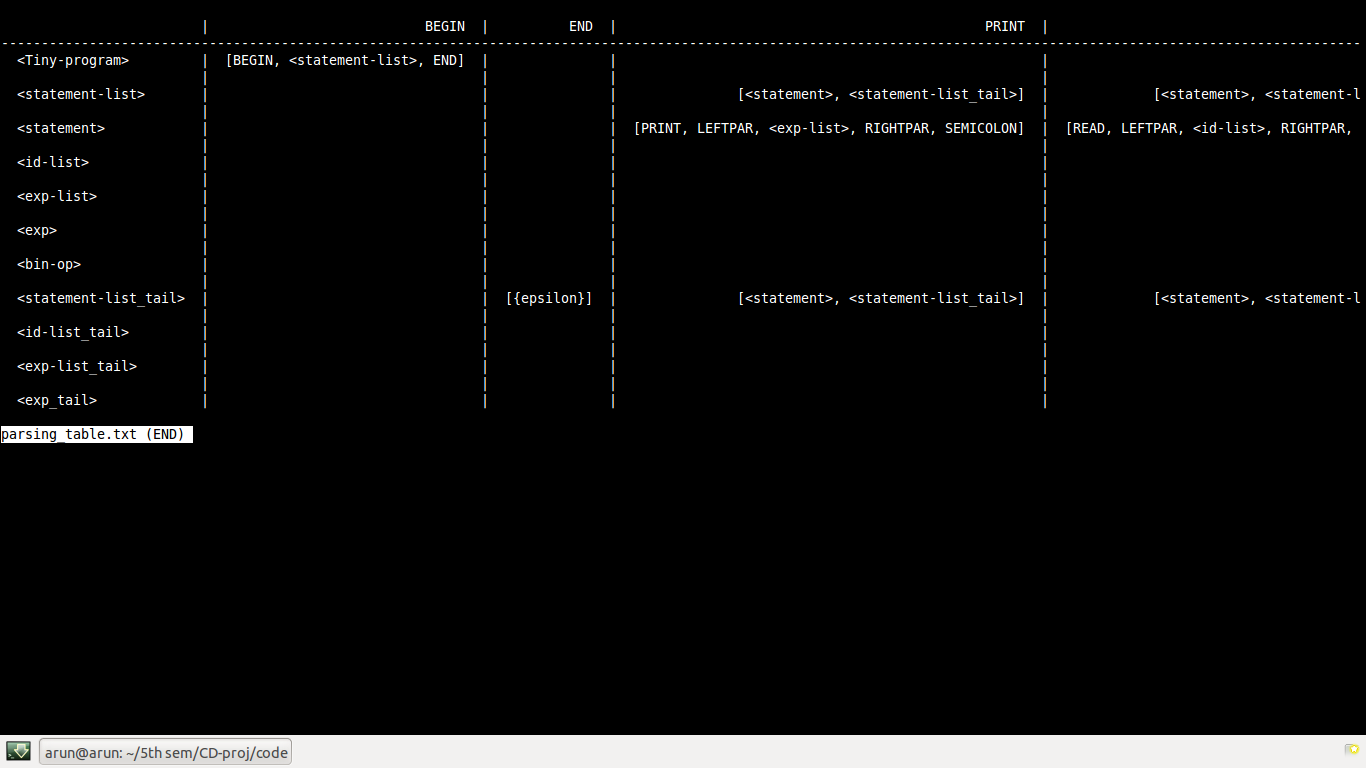 | BEGIN | END | PRINT |
---------------------------------------------------------------------------------------------------------------------------------------------------------------------------
<Tiny-program> | [BEGIN, <statement-list>, END] | | |
| | | |
<statement-list> | | | [<statement>, <statement-list_tail>] | [<statement>, <statement-l
| | | |
<statement> | | | [PRINT, LEFTPAR, <exp-list>, RIGHTPAR, SEMICOLON] | [READ, LEFTPAR, <id-list>, RIGHTPAR,
| | | |
<id-list> | | | |
| | | |
<exp-list> | | | |
| | | |
<exp> | | | |
| | | |
<bin-op> | | | |
| | | |
<statement-list_tail> | | [{epsilon}] | [<statement>, <statement-list_tail>] | [<statement>, <statement-l
| | | |
<id-list_tail> | | | |
| | | |
<exp-list_tail> | | | |
| | | |
<exp_tail> | | | |
parsing_table.txt (END)
arun@arun: ~/5th sem/CD-proj/code